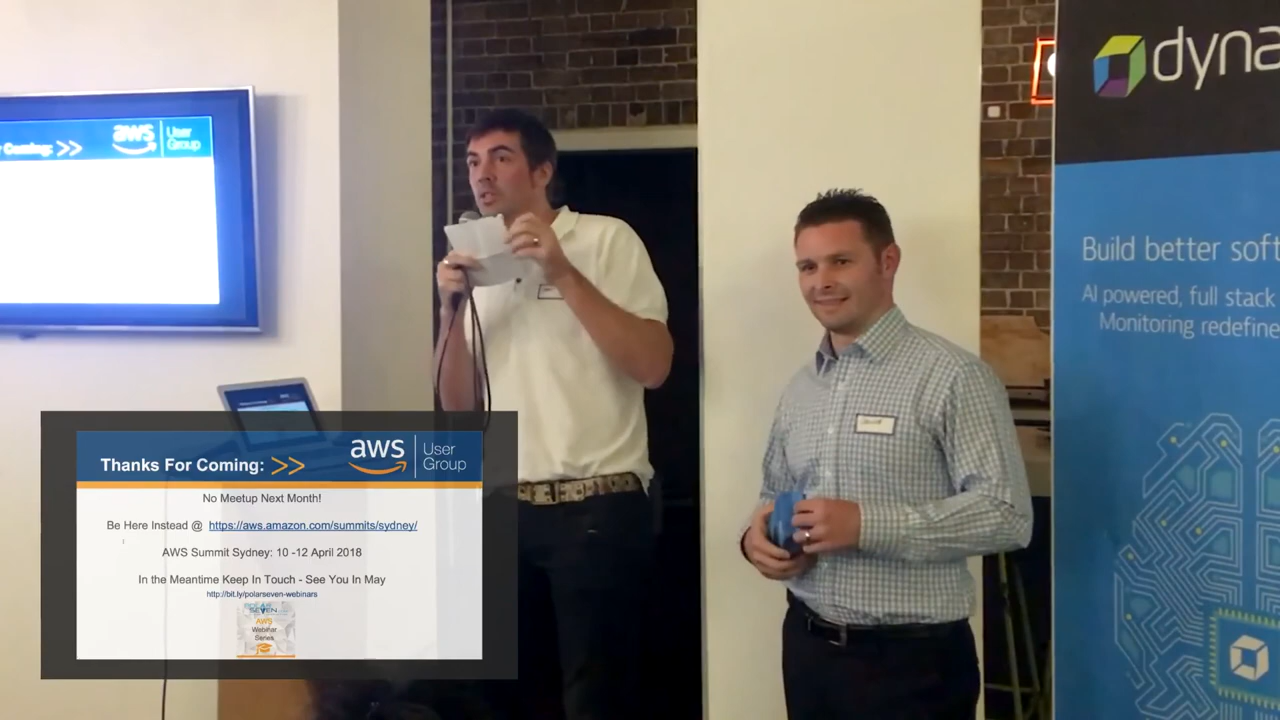 Coming: >>
aws
User
Group
dyna
Build better soft
AI powered, full stack
Monitoring redefine
Thanks For Coming: >>
aws
User
Group
No Meetup Next Month!
Be Here Instead @ https://aws.amazon.com/summits/sydney/
AWS Summit Sydney: 10 -12 April 2018
In the Meantime Keep In Touch - See You In May
http://bit.ly/polarseven-webinars
POLAR
SEVEN
AWS
Webinar
Series